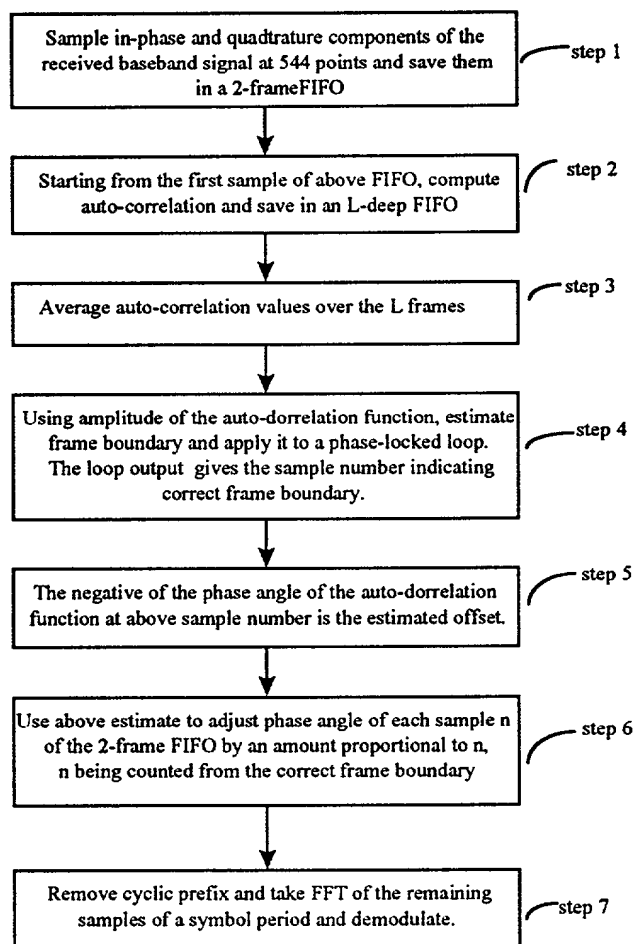 Sample in-phase and quadtrature components of the
received baseband signal at 544 points and save them
in a 2-frameFIFO
step 1
Starting from the first sample of above FIFO, compute
auto-correlation and save in an L-deep FIFO
step 2
Average auto-correlation values over the L frames
step 3
Using amplitude of the auto-dorrelation function, estimate
frame boundary and apply it to a phase-locked loop.
The loop output gives the sample number indicating
correct frame boundary.
step 4
The negative of the phase angle of the auto-dorrelation
function at above sample number is the estimated offset.
step 5
Use above estimate to adjust phase angle of each sample n
of the 2-frame FIFO by an amount proportional to n,
n being counted from the correct frame boundary
step 6
Remove cyclic prefix and take FFT of the remaining
samples of a symbol period and demodulate.
step 7